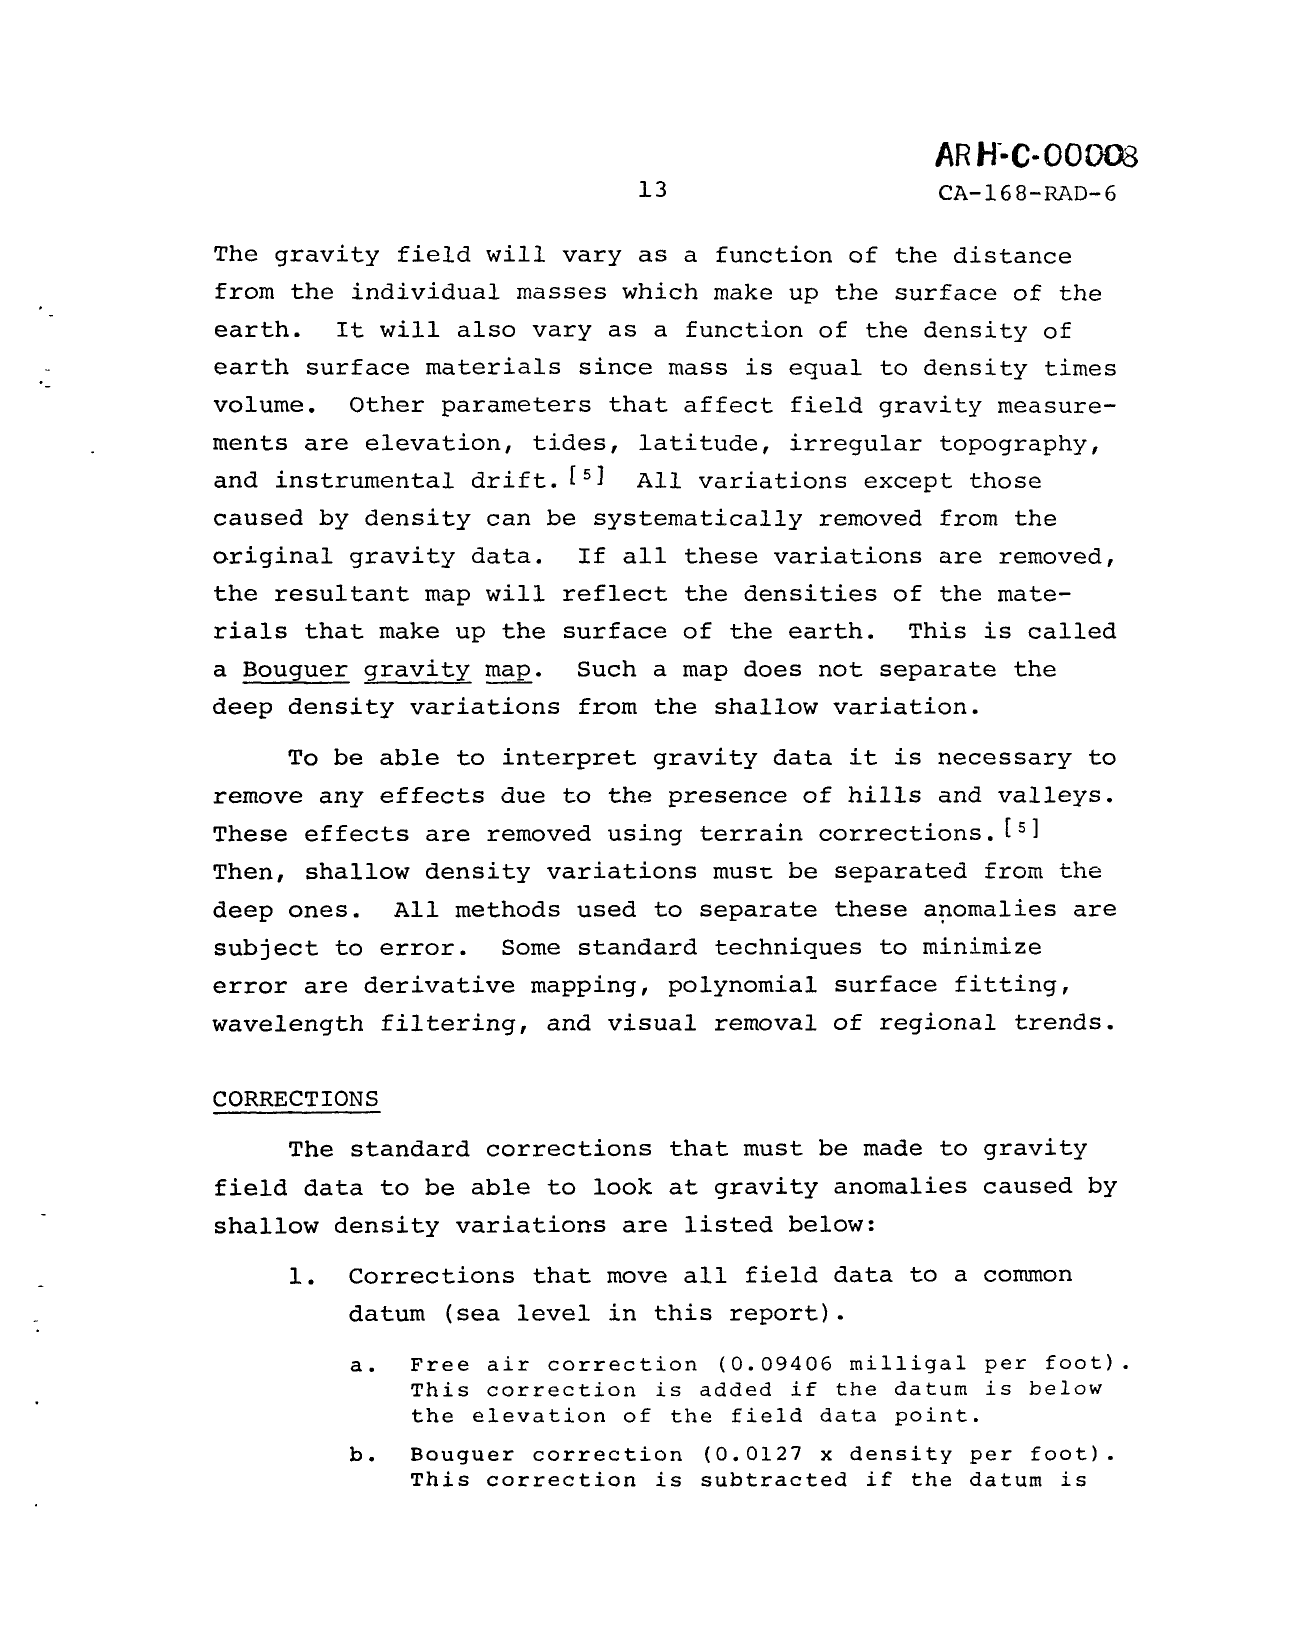 ARH-C-00008
13
CA-168-RAD-6
The gravity field will vary as a function of the distance
from the individual masses which make up the surface of the
earth. It will also vary as a function of the density of
earth surface materials since mass is equal to density times
volume. Other parameters that affect field gravity measure-
ments are elevation, tides, latitude, irregular topography,
and instrumental drift.[5] All variations except those
caused by density can be systematically removed from the
original gravity data. If all these variations are removed,
the resultant map will reflect the densities of the mate-
rials that make up the surface of the earth. This is called
a Bouguer gravity map. Such a map does not separate the
deep density variations from the shallow variation.
To be able to interpret gravity data it is necessary to
remove any effects due to the presence of hills and valleys.
These effects are removed using terrain corrections.[5]
Then, shallow density variations must be separated from the
deep ones. All methods used to separate these anomalies are
subject to error. Some standard techniques to minimize
error are derivative mapping, polynomial surface fitting,
wavelength filtering, and visual removal of regional trends.
CORRECTIONS
The standard corrections that must be made to gravity
field data to be able to look at gravity anomalies caused by
shallow density variations are listed below:
1. Corrections that move all field data to a common
datum (sea level in this report).
a. Free air correction (0.09406 milligal per foot).
This correction is added if the datum is below
the elevation of the field data point.
b. Bouguer correction (0.0127 x density per foot).
This correction is subtracted if the datum is